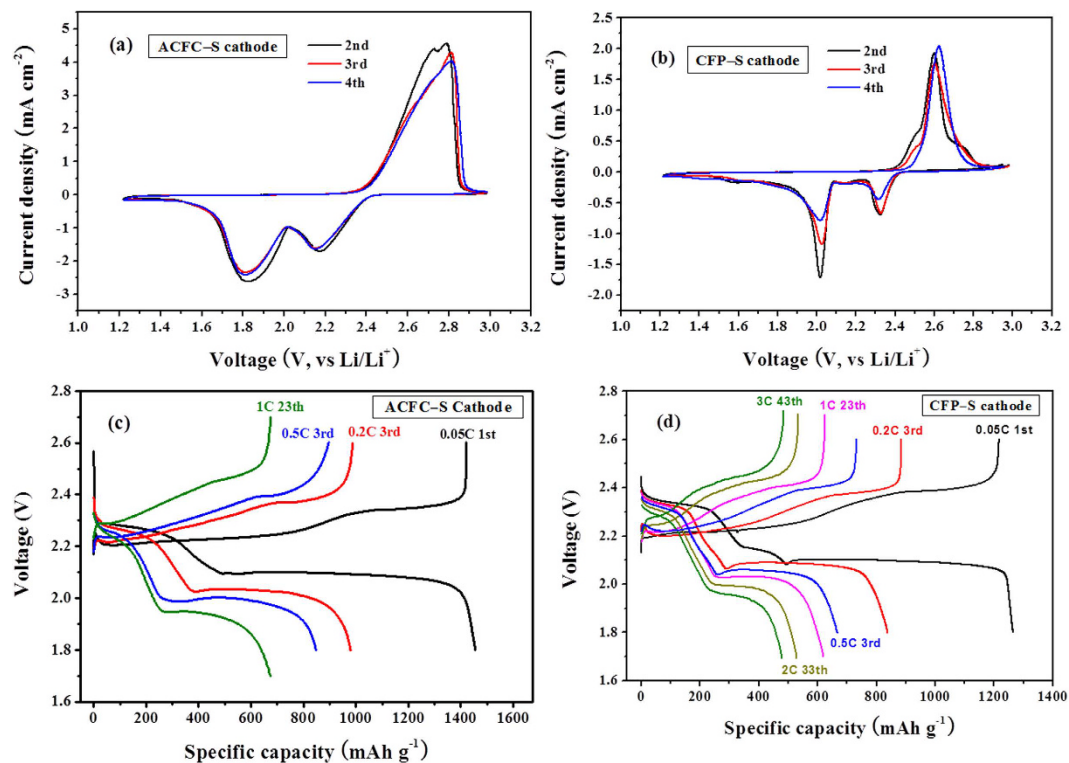 (a)
ACFC–S cathode
2nd
3rd
4th
Current density (mA cm-2)
5
4
3
2
1
0
-1
-2
-3
1.0 1.2 1.4 1.6 1.8 2.0 2.2 2.4 2.6 2.8 3.0 3.2
Voltage (V, vs Li/Li+)
(b)
CFP–S cathode
2nd
3rd
4th
Current density (mA cm-2)
2.5
2.0
1.5
1.0
0.5
0.0
-0.5
-1.0
-1.5
-2.0
1.0 1.2 1.4 1.6 1.8 2.0 2.2 2.4 2.6 2.8 3.0 3.2
Voltage (V, vs Li/Li+)
(c)
ACFC–S Cathode
1C 23th
0.5C 3rd
0.2C 3rd
0.05C 1st
Voltage (V)
2.8
2.6
2.4
2.2
2.0
1.8
1.6
0 200 400 600 800 1000 1200 1400 1600
Specific capacity (mAh g-1)
(d)
CFP–S cathode
3C 43th
1C 23th
0.2C 3rd
0.05C 1st
0.5C 3rd
2C 33th
Voltage (V)
2.8
2.6
2.4
2.2
2.0
1.8
1.6
0 200 400 600 800 1000 1200 1400
Specific capacity (mAh g-1)